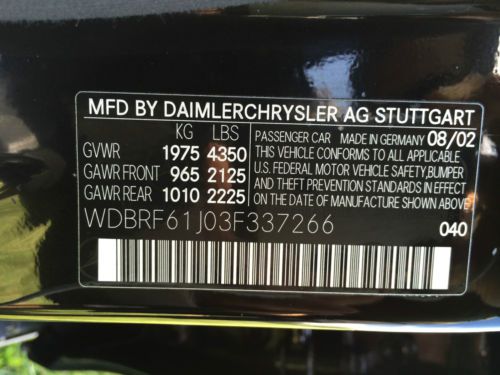 MFD BY DAIMLERCHRYSLER AG STUTTGART
KG LBS
GVWR 1975 4350
GAWR FRONT 965 2125
GAWR REAR 1010 2225
PASSENGER CAR MADE IN GERMANY 08/02
THIS VEHICLE CONFORMS TO ALL APPLICABLE
U.S. FEDERAL MOTOR VEHICLE SAFETY,BUMPER
AND THEFT PREVENTION STANDARDS IN EFFECT
ON THE DATE OF MANUFACTURE SHOWN ABOVE.
WDBRF61J03F337266
040